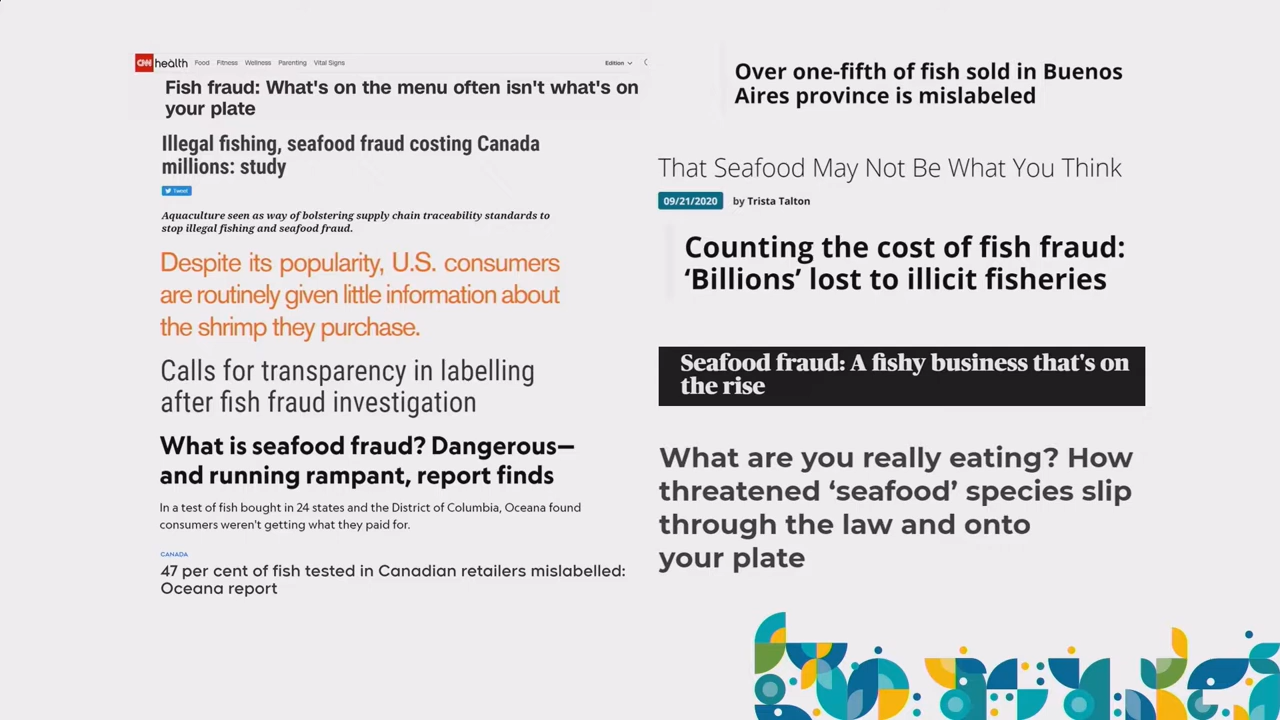 CNN health Food Fitness Wellness Parenting Vital Signs Edition
Fish fraud: What's on the menu often isn't what's on
your plate
Illegal fishing, seafood fraud costing Canada
millions: study
Tweet
Aquaculture seen as way of bolstering supply chain traceability standards to
stop illegal fishing and seafood fraud.
Despite its popularity, U.S. consumers
are routinely given little information about
the shrimp they purchase.
Calls for transparency in labelling
after fish fraud investigation
What is seafood fraud? Dangerous—
and running rampant, report finds
In a test of fish bought in 24 states and the District of Columbia, Oceana found
consumers weren't getting what they paid for.
CANADA
47 per cent of fish tested in Canadian retailers mislabelled:
Oceana report
Over one-fifth of fish sold in Buenos
Aires province is mislabeled
That Seafood May Not Be What You Think
09/21/2020 by Trista Talton
Counting the cost of fish fraud:
‘Billions’ lost to illicit fisheries
Seafood fraud: A fishy business that's on
the rise
What are you really eating? How
threatened ‘seafood’ species slip
through the law and onto
your plate